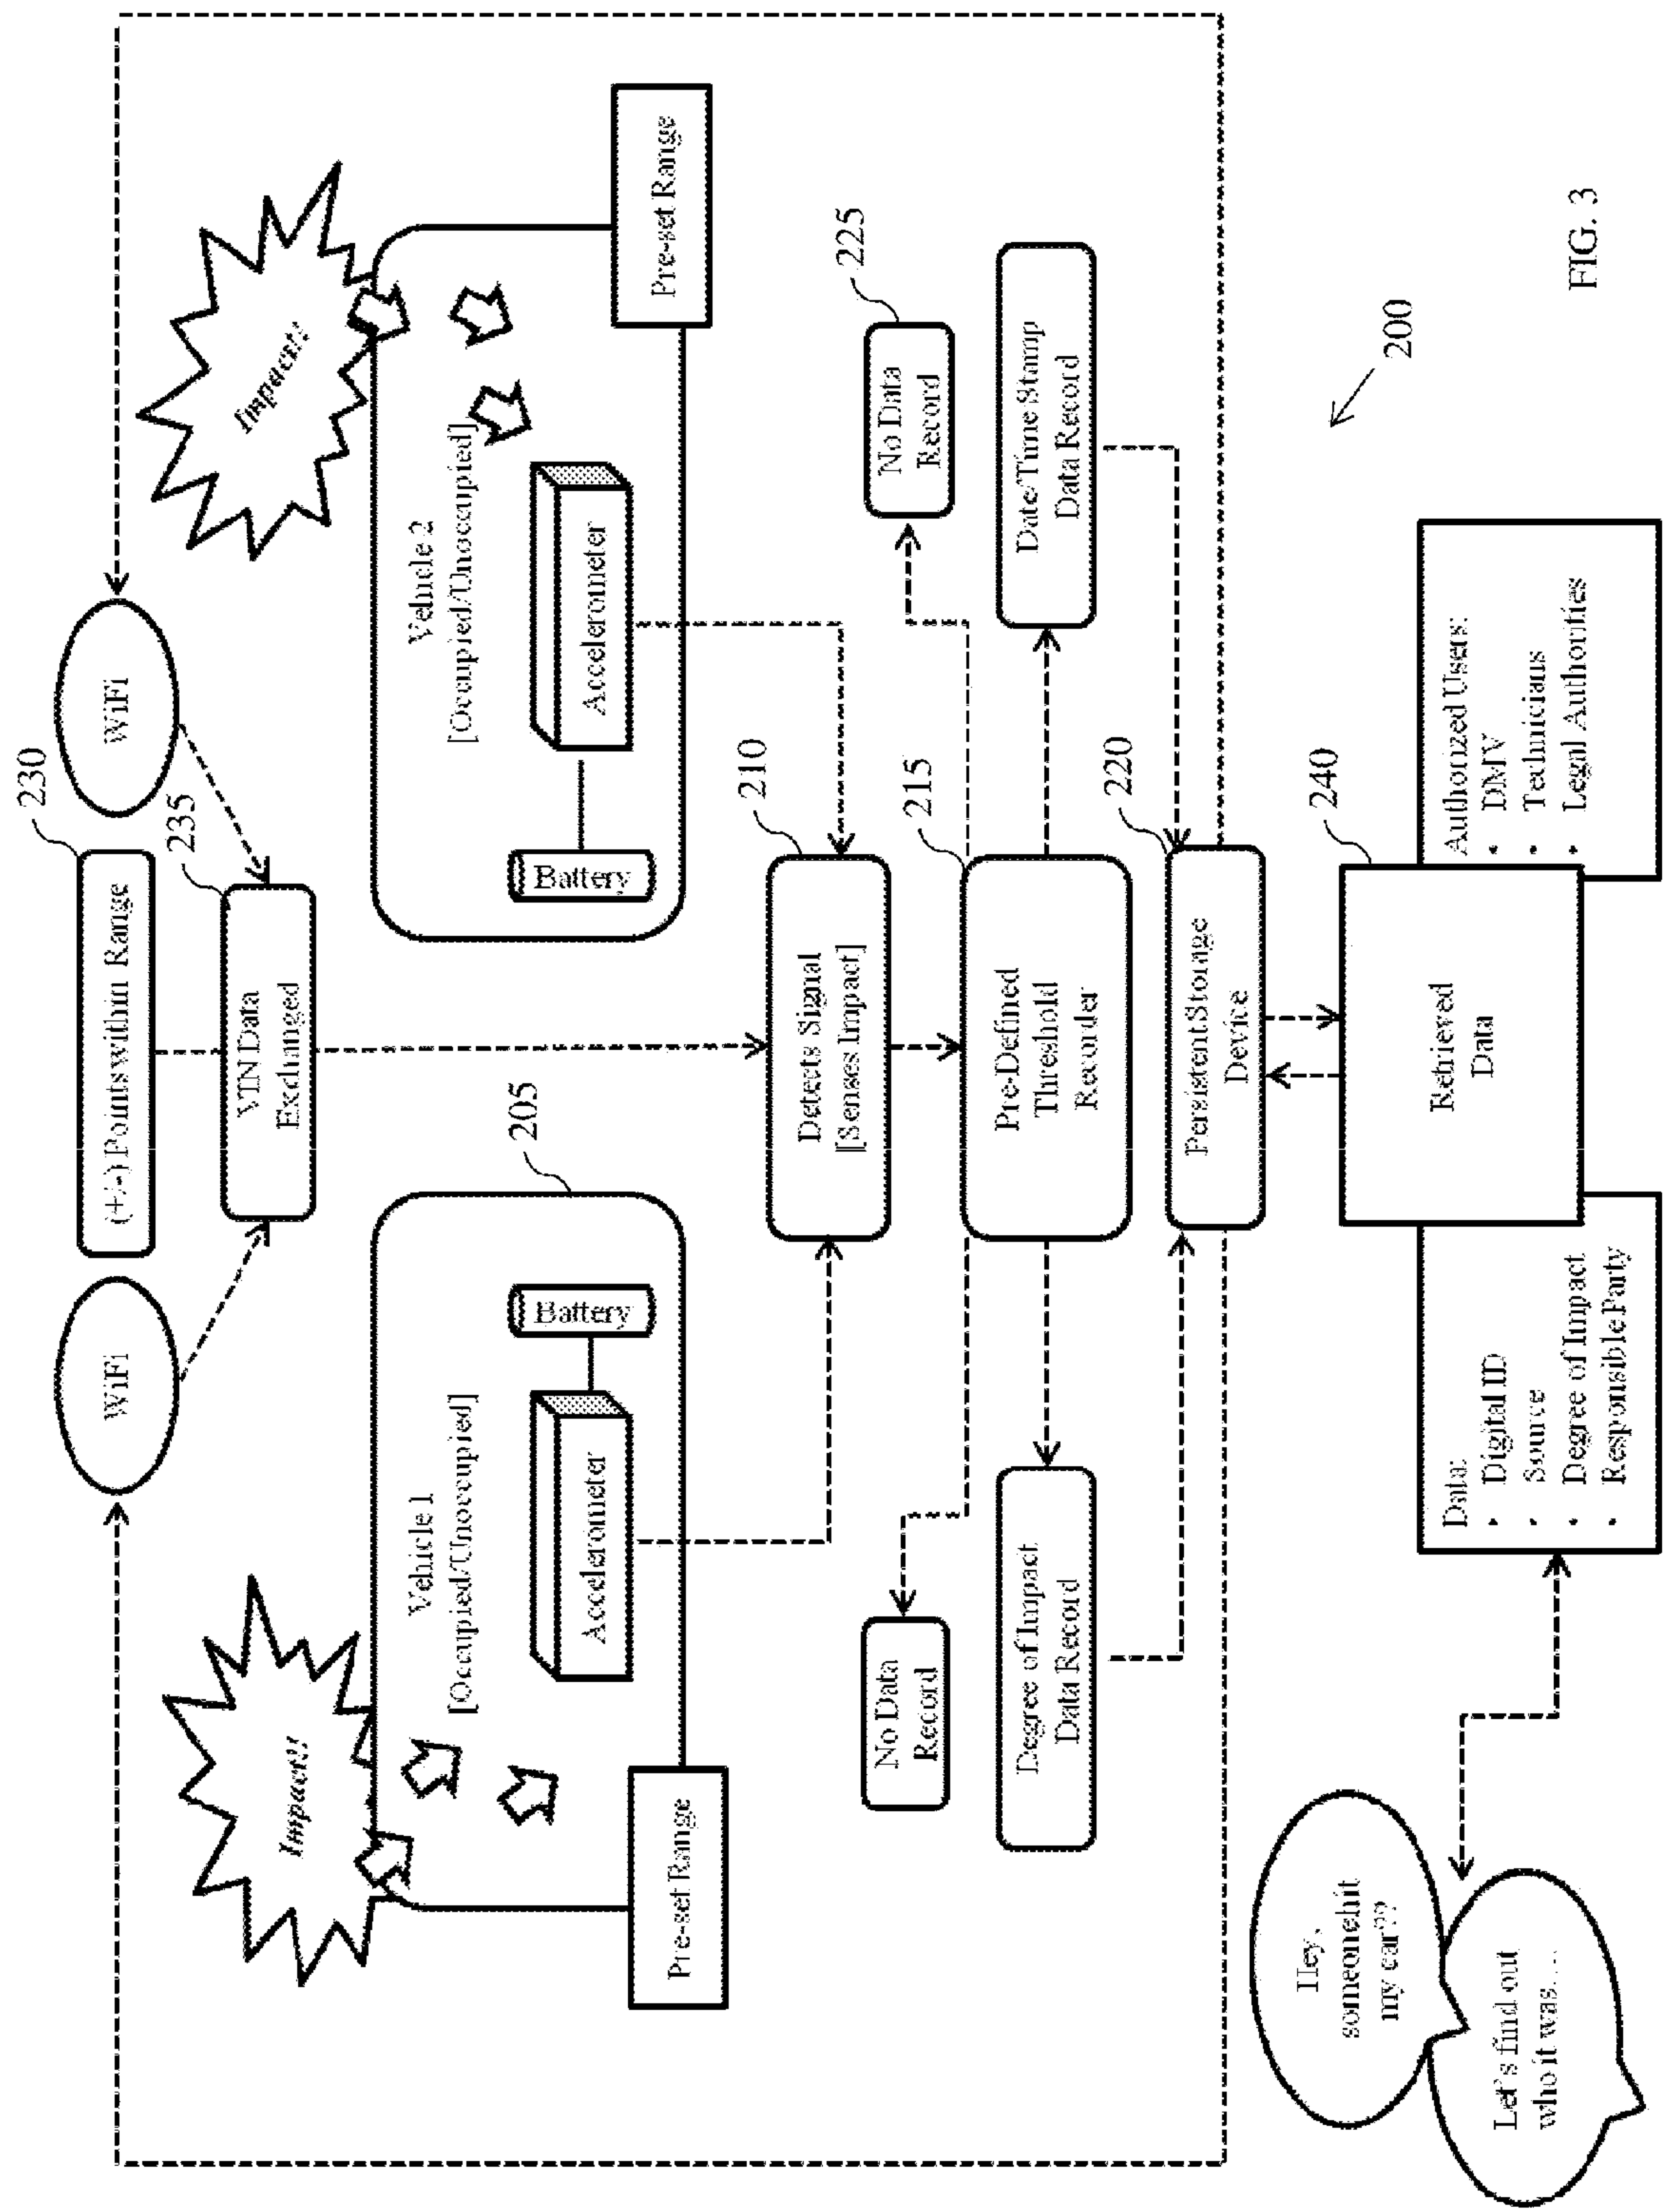 230
(+/-) Points within Range
WiFi
WiFi
235
VIN Data
Exchanged
Impact!!
Impact!!
205
Vehicle 1
[Occupied/Unoccupied]
Accelerometer
Battery
Pre-set Range
Vehicle 2
[Occupied/Unoccupied]
Battery
Accelerometer
Pre-set Range
210
Detects Signal
[Senses Impact]
215
Pre-Defined
Threshold
Recorder
No Data
Record
225
No Data
Record
Degree of Impact
Data Record
Date/Time Stamp
Data Record
220
Persistent Storage
Device
240
Retrieved
Data
Data:
• Digital ID
• Source
• Degree of Impact
• Responsible Party
Authorized Users:
• DMV
• Technicians
• Legal Authorities
Hey,
someone hit
my car??
Let's find out
who it was....
200
FIG. 3